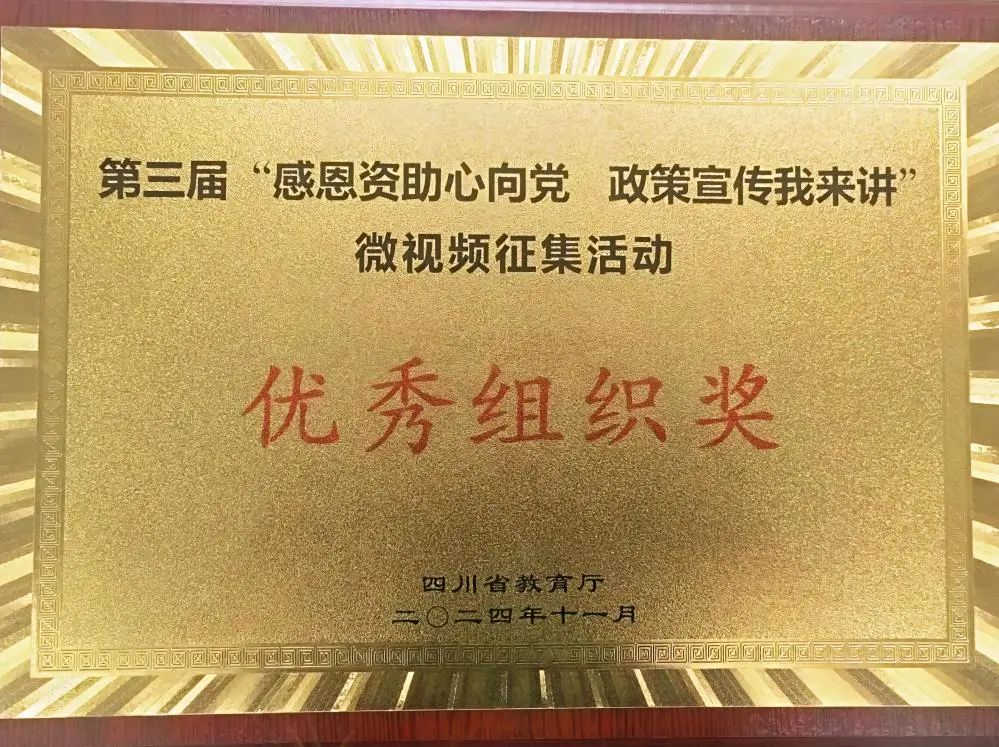 第三届“感恩资助心向党 政策宣传我来讲”
微视频征集活动
优秀组织奖
四川省教育厅
二〇二四年十一月